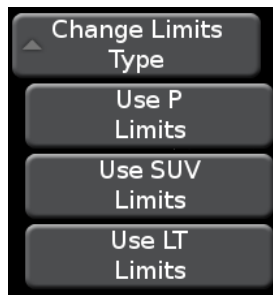 Change Limits
Type
Use P
Limits
Use SUV
Limits
Use LT
Limits